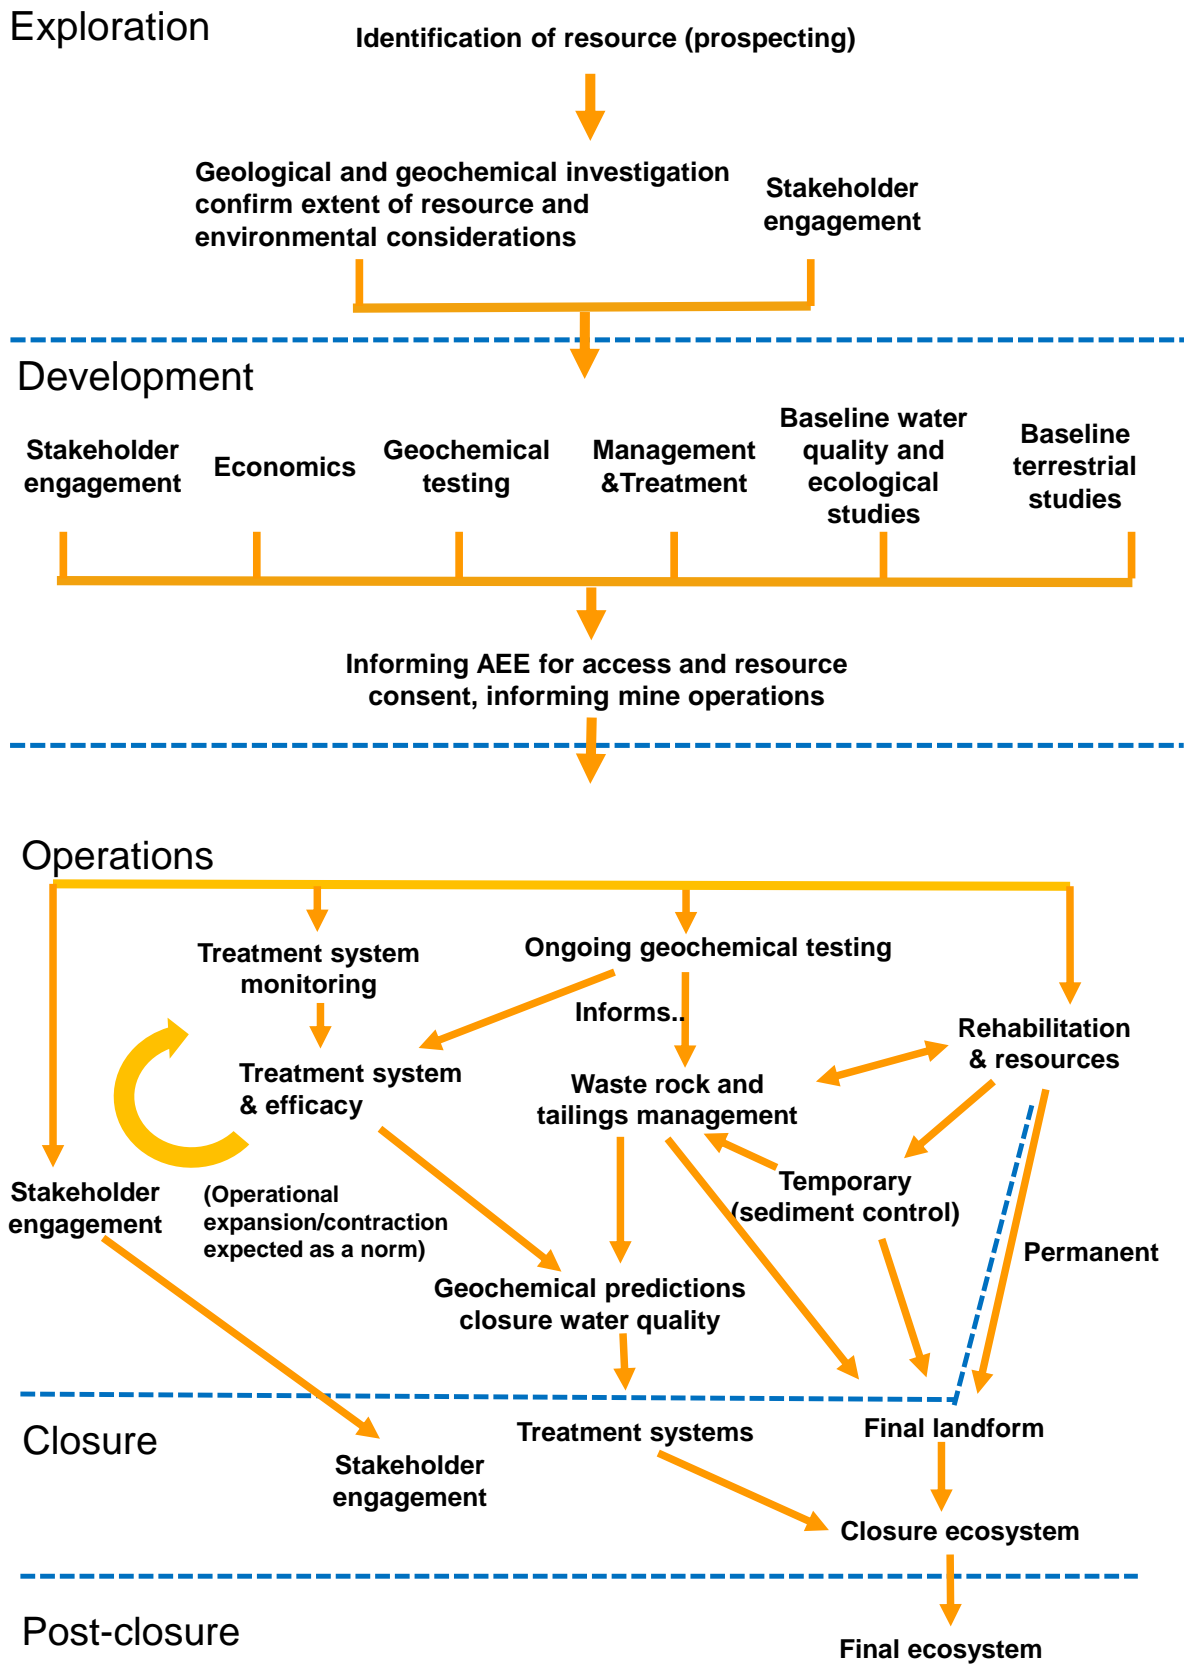 Exploration
Identification of resource (prospecting)
Geological and geochemical investigation
confirm extent of resource and
environmental considerations
Stakeholder
engagement
Development
Stakeholder
engagement
Economics
Geochemical
testing
Management
&Treatment
Baseline water
quality and
ecological
studies
Baseline
terrestrial
studies
Informing AEE for access and resource
consent, informing mine operations
Operations
Treatment system
monitoring
Ongoing geochemical testing
Informs..
Rehabilitation
& resources
Treatment system
& efficacy
Waste rock and
tailings management
Stakeholder
engagement
(Operational
expansion/contraction
expected as a norm)
Temporary
(sediment control)
Permanent
Geochemical predictions
closure water quality
Closure
Treatment systems
Final landform
Stakeholder
engagement
Closure ecosystem
Post-closure
Final ecosystem